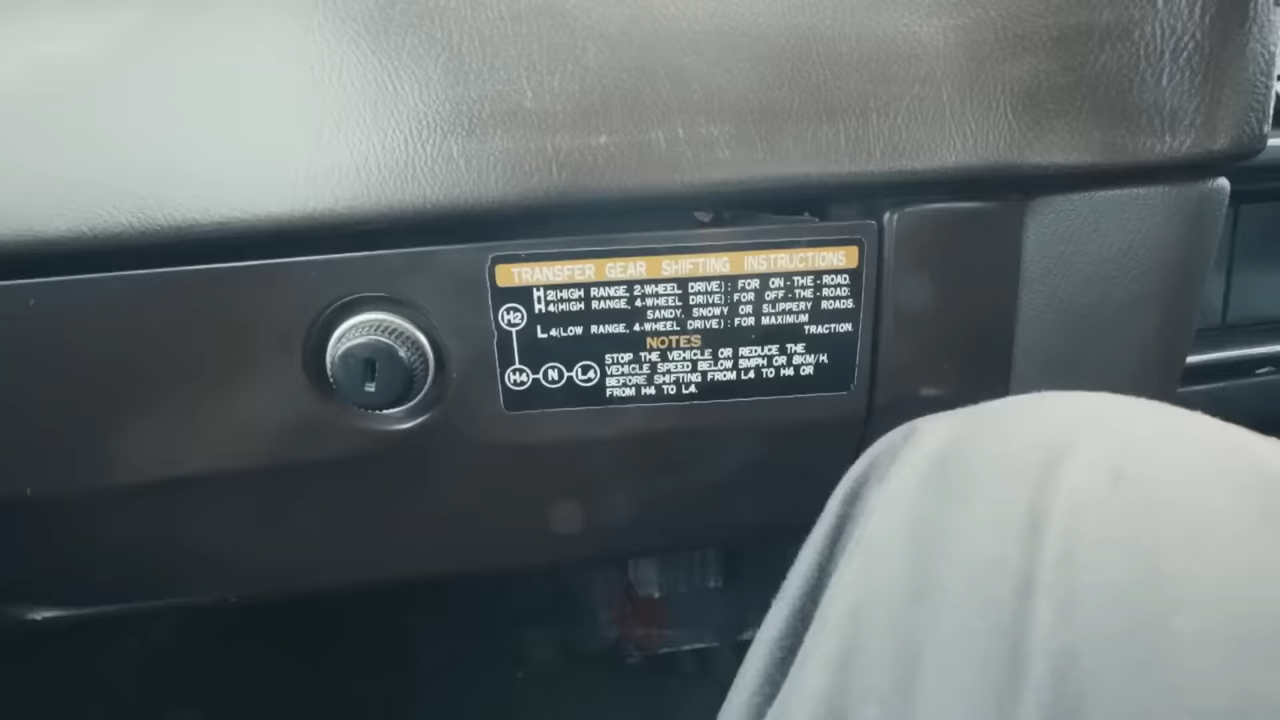 TRANSFER GEAR SHIFTING INSTRUCTIONS
H2(HIGH RANGE, 2-WHEEL DRIVE): FOR ON-THE-ROAD.
H4(HIGH RANGE, 4-WHEEL DRIVE): FOR OFF-THE-ROAD:
SANDY, SNOWY OR SLIPPERY ROADS.
L4(LOW RANGE, 4-WHEEL DRIVE): FOR MAXIMUM
TRACTION.
H2
H4 N L4
NOTES
STOP THE VEHICLE OR REDUCE THE
VEHICLE SPEED BELOW 5MPH OR 8KM/H,
BEFORE SHIFTING FROM L4 TO H4 OR
FROM H4 TO L4.